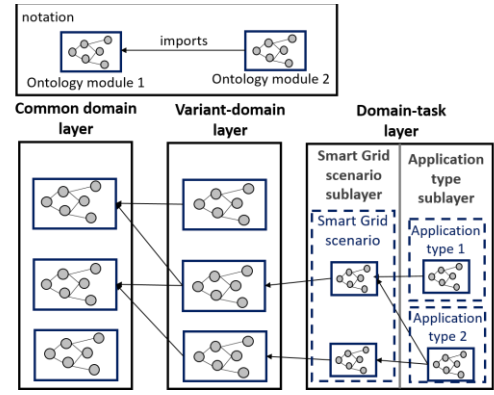 notation
imports
Ontology module 1
Ontology module 2
Common domain
layer
Variant-domain
layer
Domain-task
layer
Smart Grid
scenario
sublayer
Application
type
sublayer
Smart Grid
scenario
Application
type 1
Application
type 2